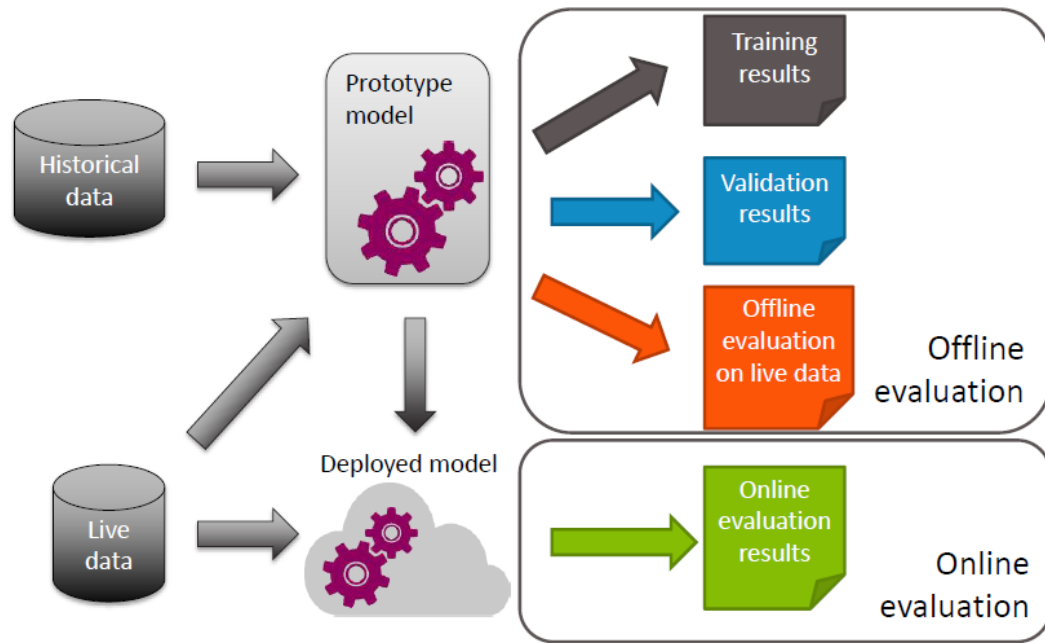 Historical
data
Prototype
model
Training
results
Validation
results
Offline
evaluation
on live data
Offline
evaluation
Live
data
Deployed model
Online
evaluation
results
Online
evaluation